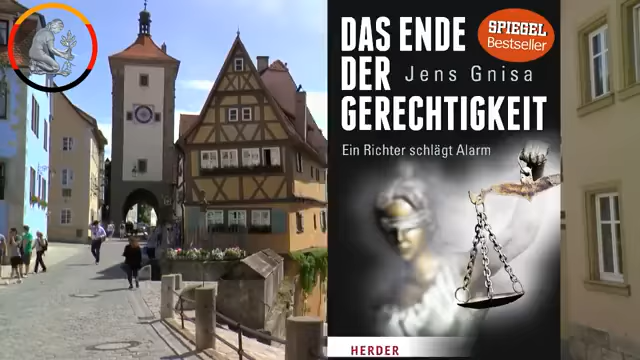 DAS ENDE
DER
Jens Gnisa
GERECHTIGKEIT
SPIEGEL
Bestseller
Ein Richter schlägt Alarm
HERDER